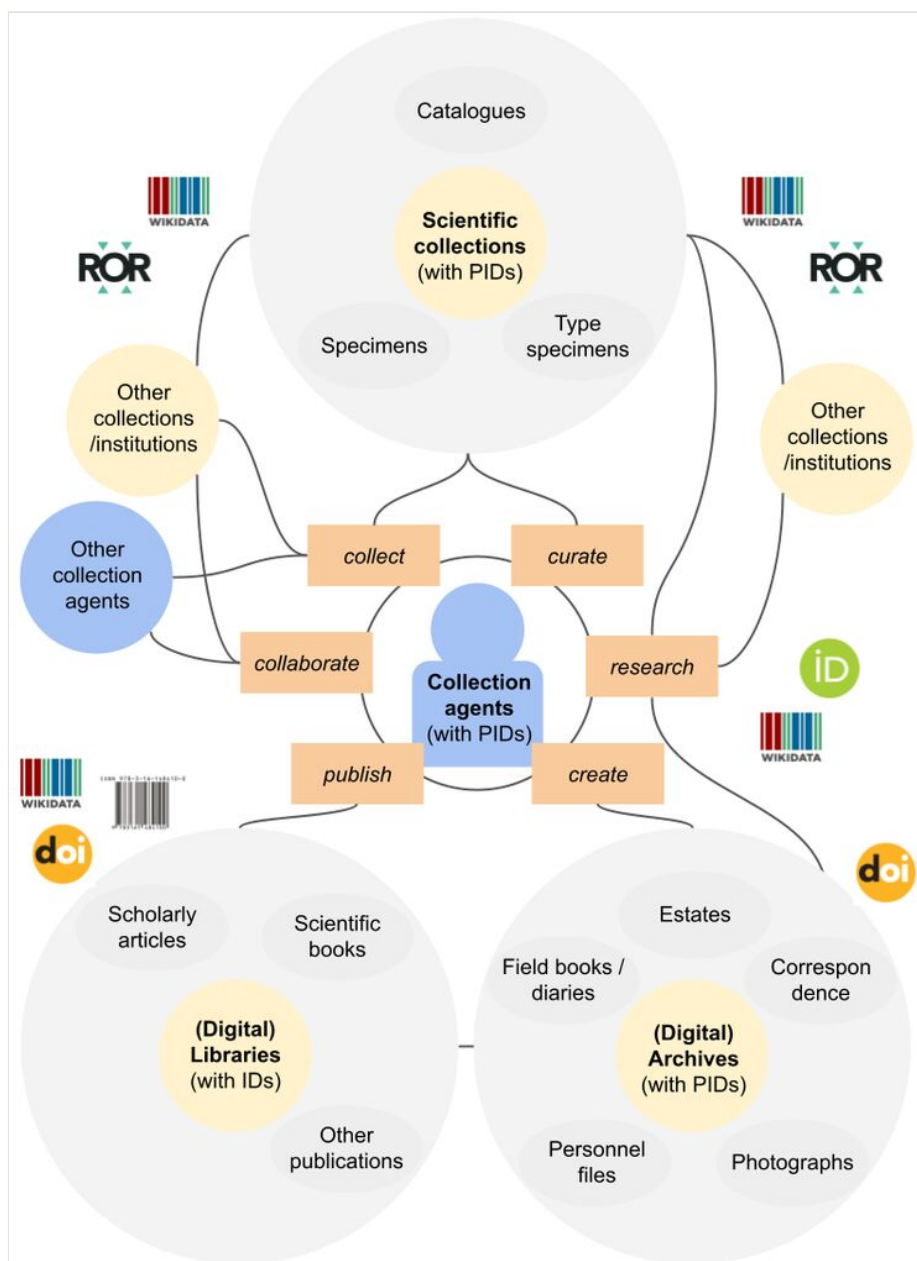 Catalogues
WIKIDATA
ROR
Scientific
collections
(with PIDs)
WIKIDATA
ROR
Specimens
Type
specimens
Other
collections
/institutions
Other
collections
/institutions
Other
collection
agents
collect
curate
collaborate
Collection
agents
(with PIDs)
research
iD
WIKIDATA
publish
create
WIKIDATA
doi
doi
Scholarly
articles
Scientific
books
(Digital)
Libraries
(with IDs)
Other
publications
Estates
Field books /
diaries
Correspon
dence
(Digital)
Archives
(with PIDs)
Personnel
files
Photographs